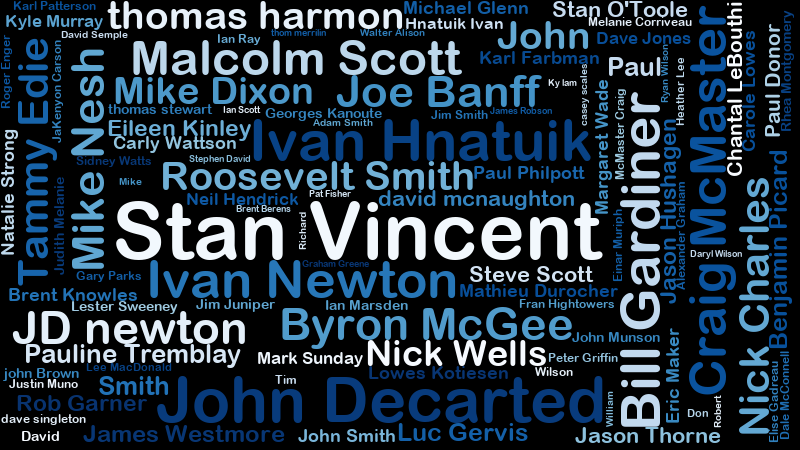 Karl Patterson
Kyle Murray
thomas harmon
Michael Glenn
Hnatuik Ivan
Stan O'Toole
Melanie Corriveau
David Semple
Ian Ray
thom merrilin
Walter Alison
John
Dave Jones
Karl Farbman
Paul
Roger Enger
Tammy Edie
JaKenyon Carson
Mike Nesh
Malcolm Scott
Mike Dixon
Joe Banff
Ky lam
casey scales
Ryan Wilson
Heather Lee
Craig McMaster
Chantal LeBouthi
Carole Lowes
Paul Donor
Rhea Montgomery
thomas stewart
Ian Scott
Georges Kanoute
Jim Smith
James Robson
Adam Smith
Eileen Kinley
Carly Wattson
Ivan Hnatuik
Margaret Wade
McMaster Craig
Bill Gardiner
Jason Hushagen
Natalie Strong
Judith Melanie
Sidney Watts
Stephen David
Mike
Roosevelt Smith
Paul Philpott
Neil Hendrick
Pat Fisher
david mcnaughton
Brent Berens
Richard
Einar Muriph
Alexander Graham
Stan Vincent
Daryl Wilson
Nick Charles
Benjamin Picard
Graham Greene
Gary Parks
Ivan Newton
Steve Scott
Mathieu Durocher
Brent Knowles
Lester Sweeney
Jim Juniper
Ian Marsden
Fran Hightowers
JD newton
Byron McGee
John Munson
Pauline Tremblay
Mark Sunday
Nick Wells
Peter Griffin
Eric Maker
Lee MacDonald
john Brown
Justin Muno
Smith
Tim
Lowes Kotiesen
Wilson
John Decarted
William
Don
Robert
Elise Gadreau
Dale McConnell
Rob Garner
dave singleton
David
James Westmore
John Smith
Luc Gervis
Jason Thorne